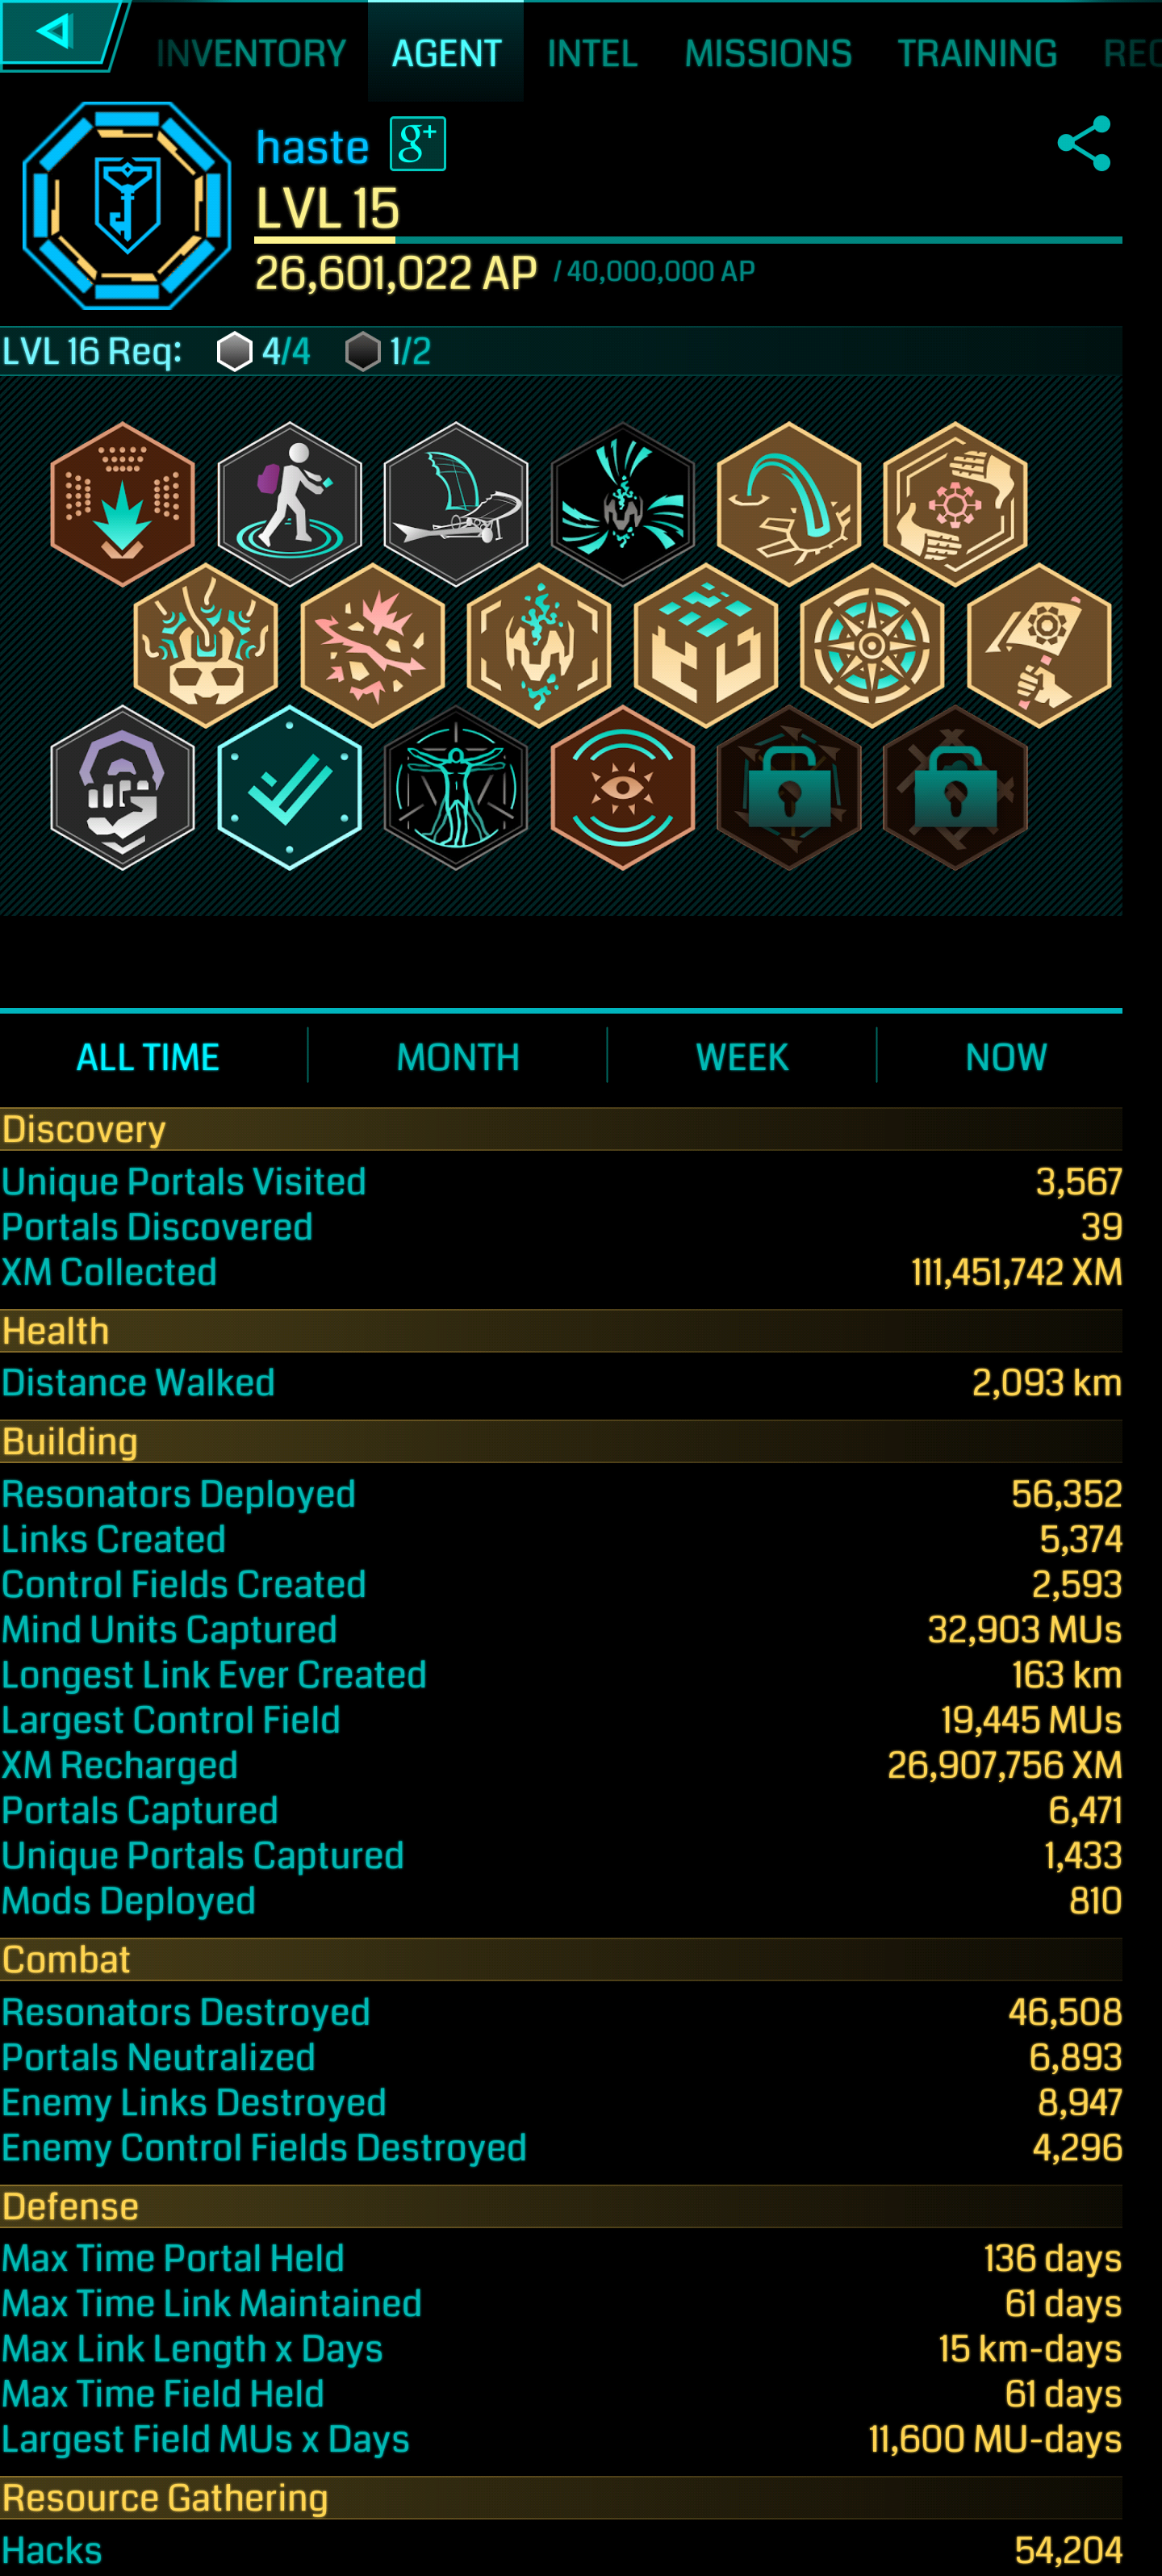 INVENTORY AGENT INTEL MISSIONS TRAINING REC
haste g+
LVL 15
26,601,022 AP / 40,000,000 AP
LVL 16 Req: 4/4 1/2
ALL TIME MONTH WEEK NOW
Discovery
Unique Portals Visited 3,567
Portals Discovered 39
XM Collected 111,451,742 XM
Health
Distance Walked 2,093 km
Building
Resonators Deployed 56,352
Links Created 5,374
Control Fields Created 2,593
Mind Units Captured 32,903 MUs
Longest Link Ever Created 163 km
Largest Control Field 19,445 MUs
XM Recharged 26,907,756 XM
Portals Captured 6,471
Unique Portals Captured 1,433
Mods Deployed 810
Combat
Resonators Destroyed 46,508
Portals Neutralized 6,893
Enemy Links Destroyed 8,947
Enemy Control Fields Destroyed 4,296
Defense
Max Time Portal Held 136 days
Max Time Link Maintained 61 days
Max Link Length x Days 15 km-days
Max Time Field Held 61 days
Largest Field MUs x Days 11,600 MU-days
Resource Gathering
Hacks 54,204